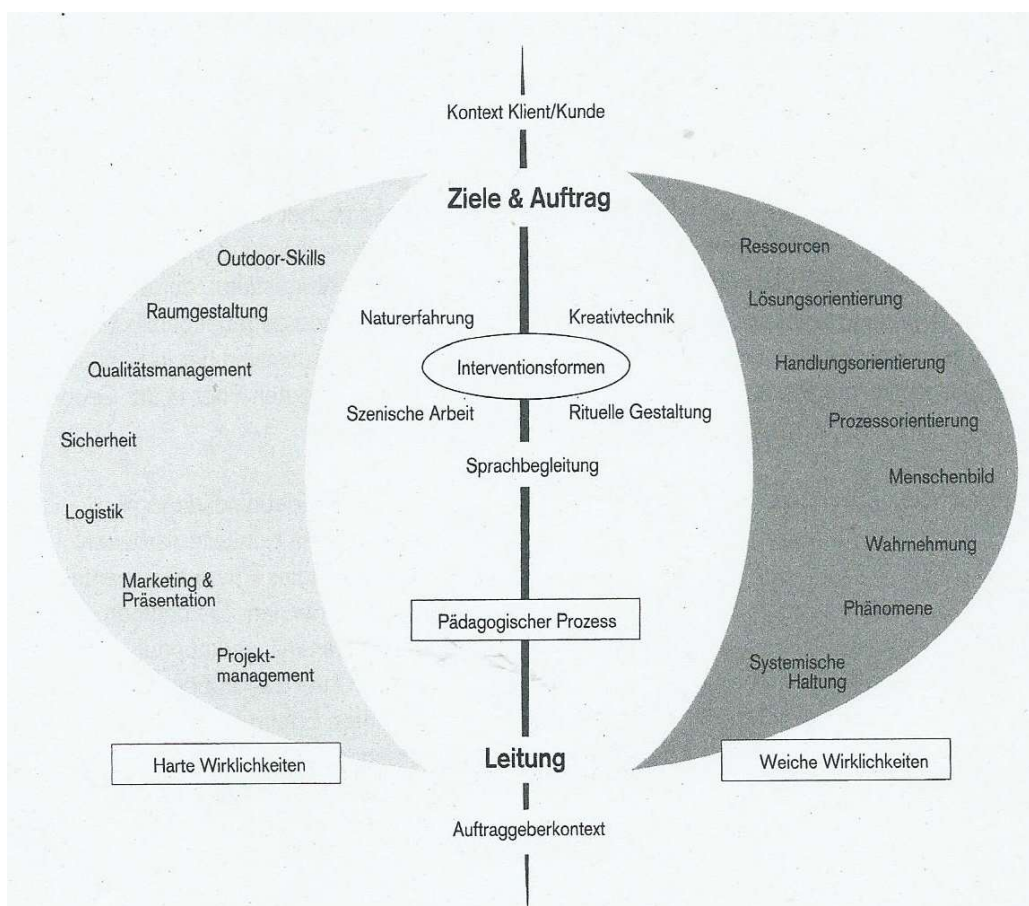 Kontext Klient/Kunde
Ziele & Auftrag
Outdoor-Skills
Raumgestaltung
Qualitätsmanagement
Sicherheit
Logistik
Marketing &
Präsentation
Projekt-
management
Harte Wirklichkeiten
Naturerfahrung
Kreativtechnik
Interventionsformen
Szenische Arbeit
Rituelle Gestaltung
Sprachbegleitung
Pädagogischer Prozess
Leitung
Auftraggeberkontext
Ressourcen
Lösungsorientierung
Handlungsorientierung
Prozessorientierung
Menschenbild
Wahrnehmung
Phänomene
Systemische
Haltung
Weiche Wirklichkeiten